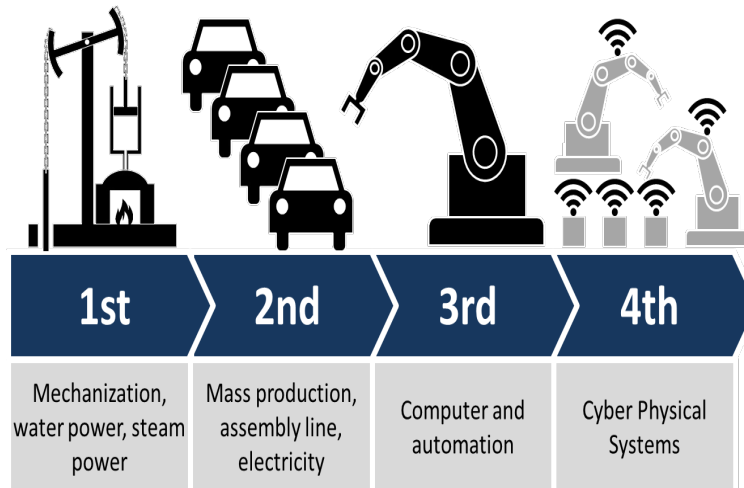 1st
2nd
3rd
4th
Mechanization,
water power, steam
power
Mass production,
assembly line,
electricity
Computer and
automation
Cyber Physical
Systems